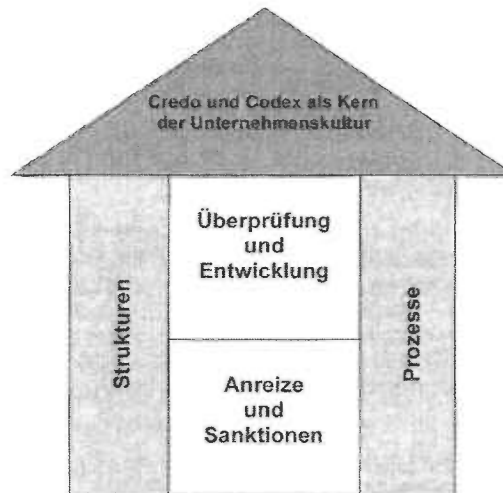 Credo und Codex als Kern
der Unternehmenskultur
Strukturen
Überprüfung
und
Entwicklung
Anreize
und
Sanktionen
Prozesse